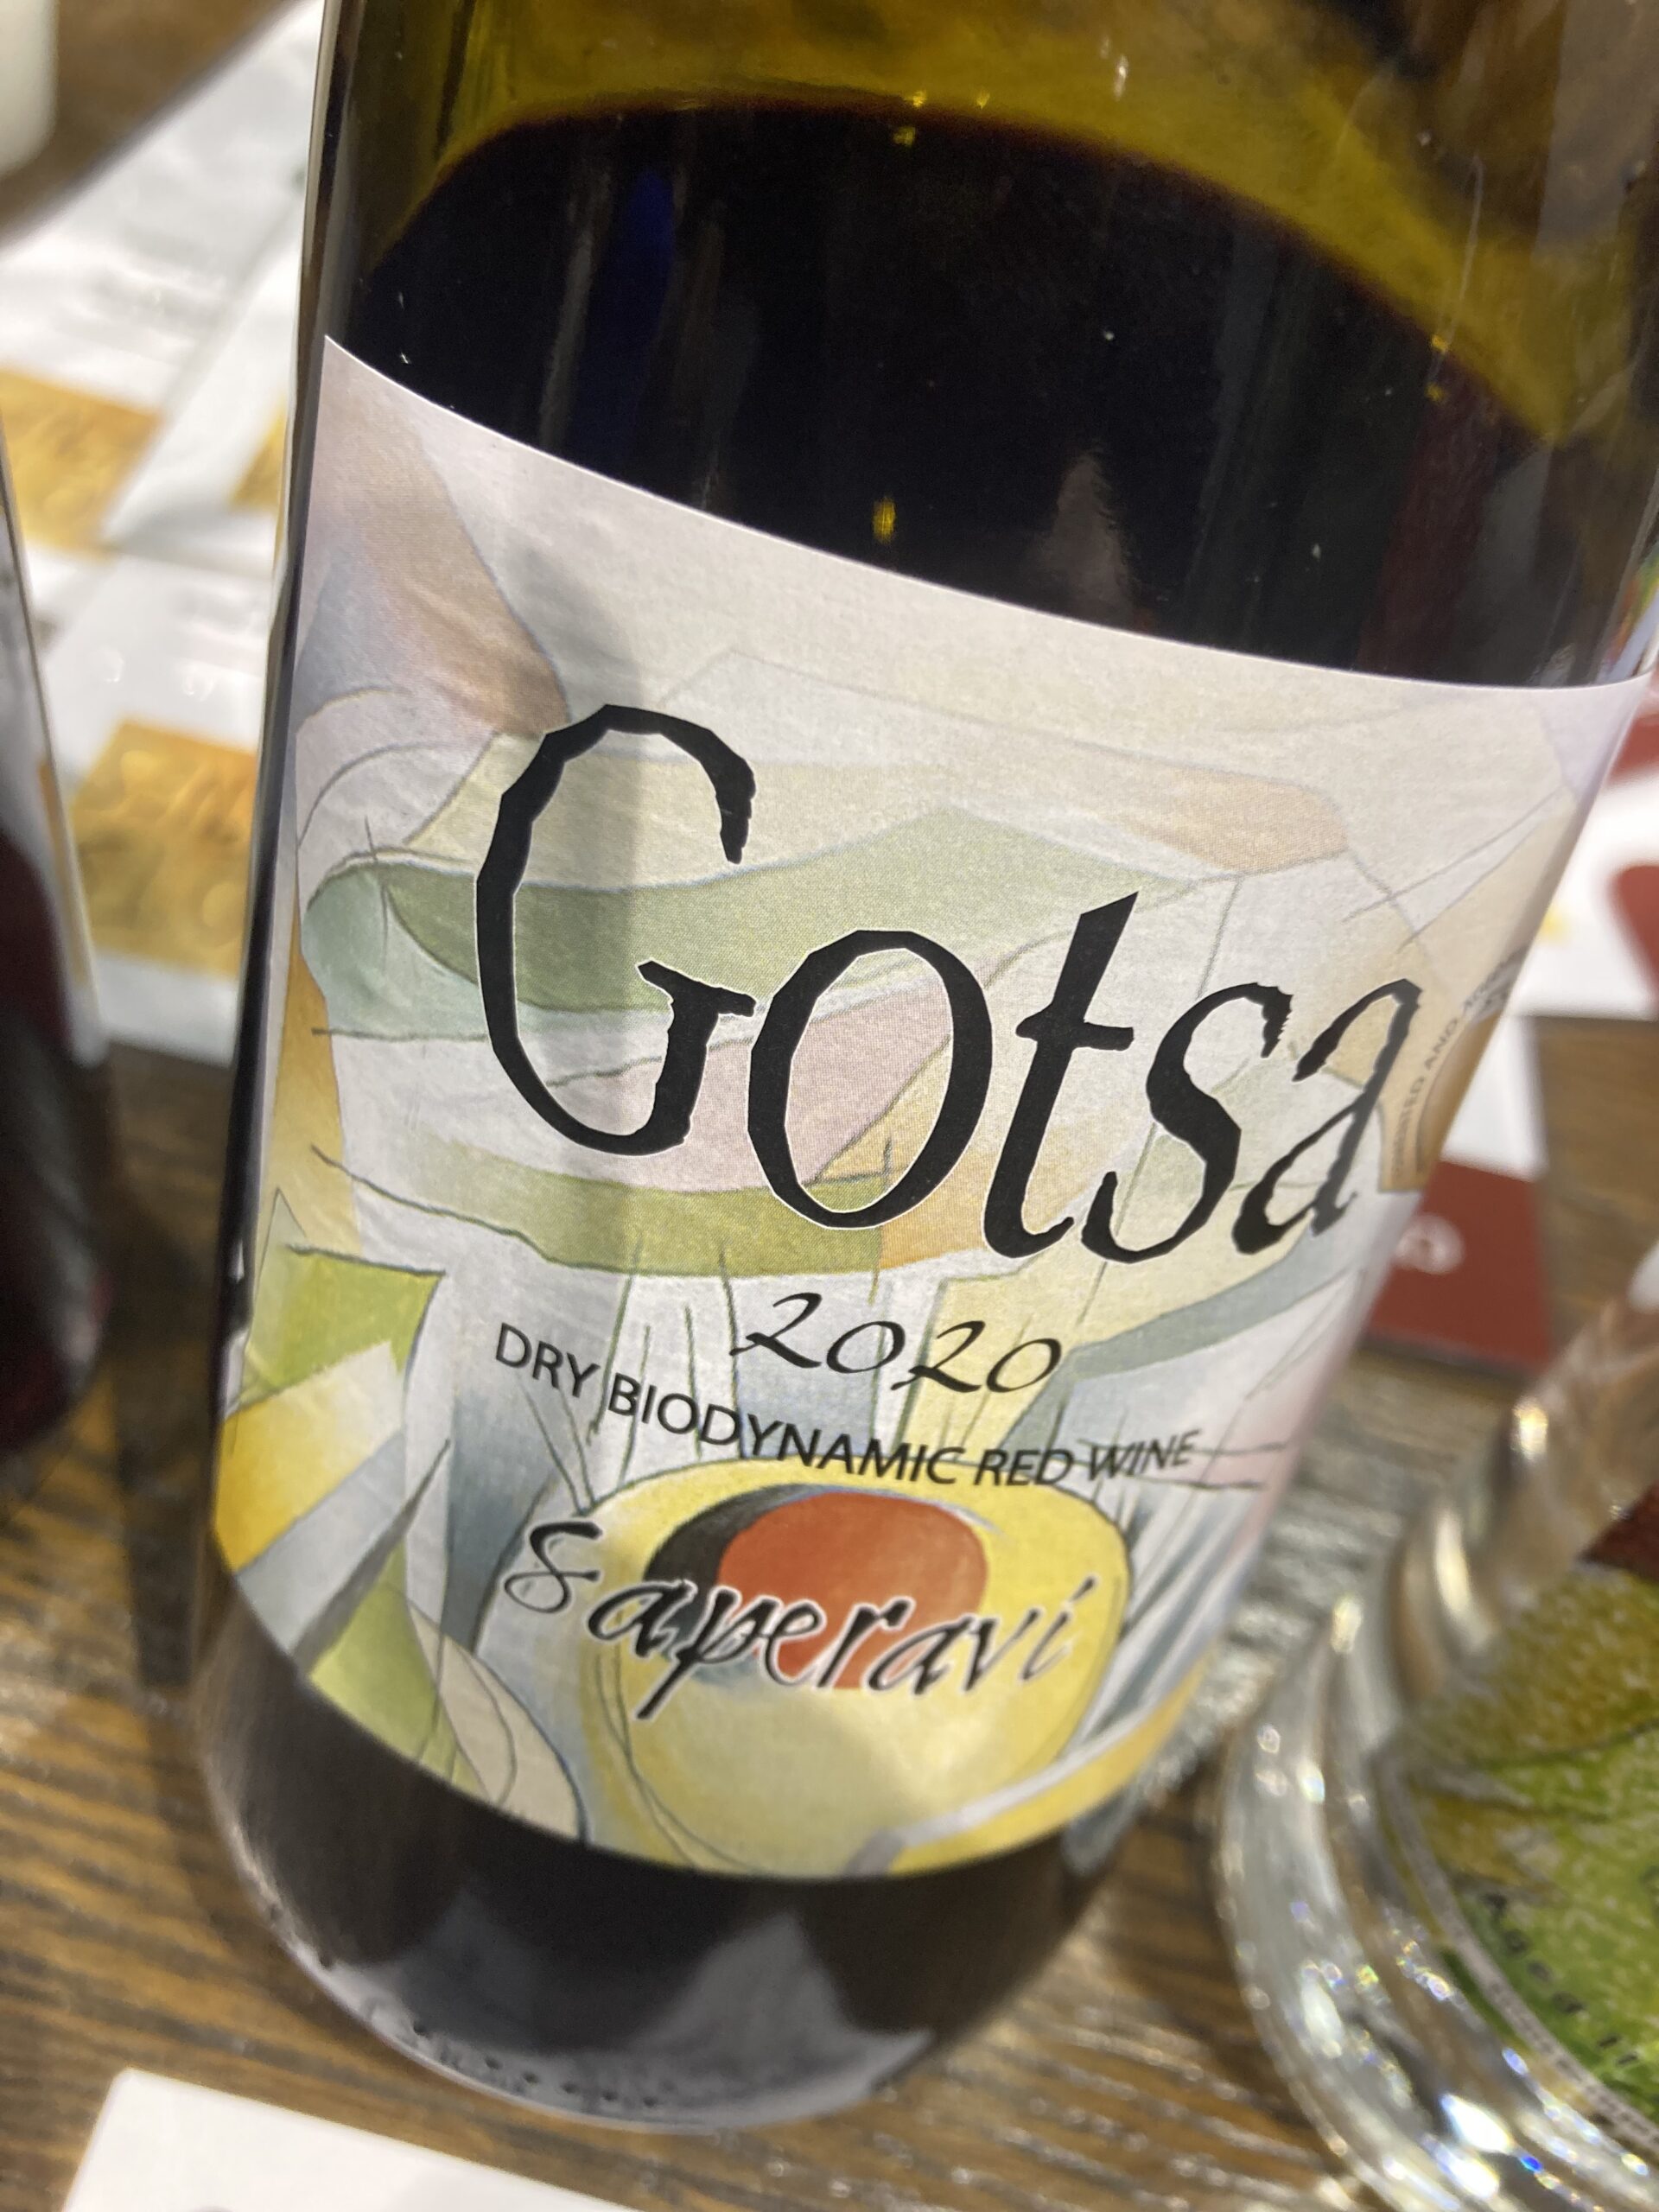 Gotsa
2020
DRY BIODYNAMIC RED WINE
Saperavi